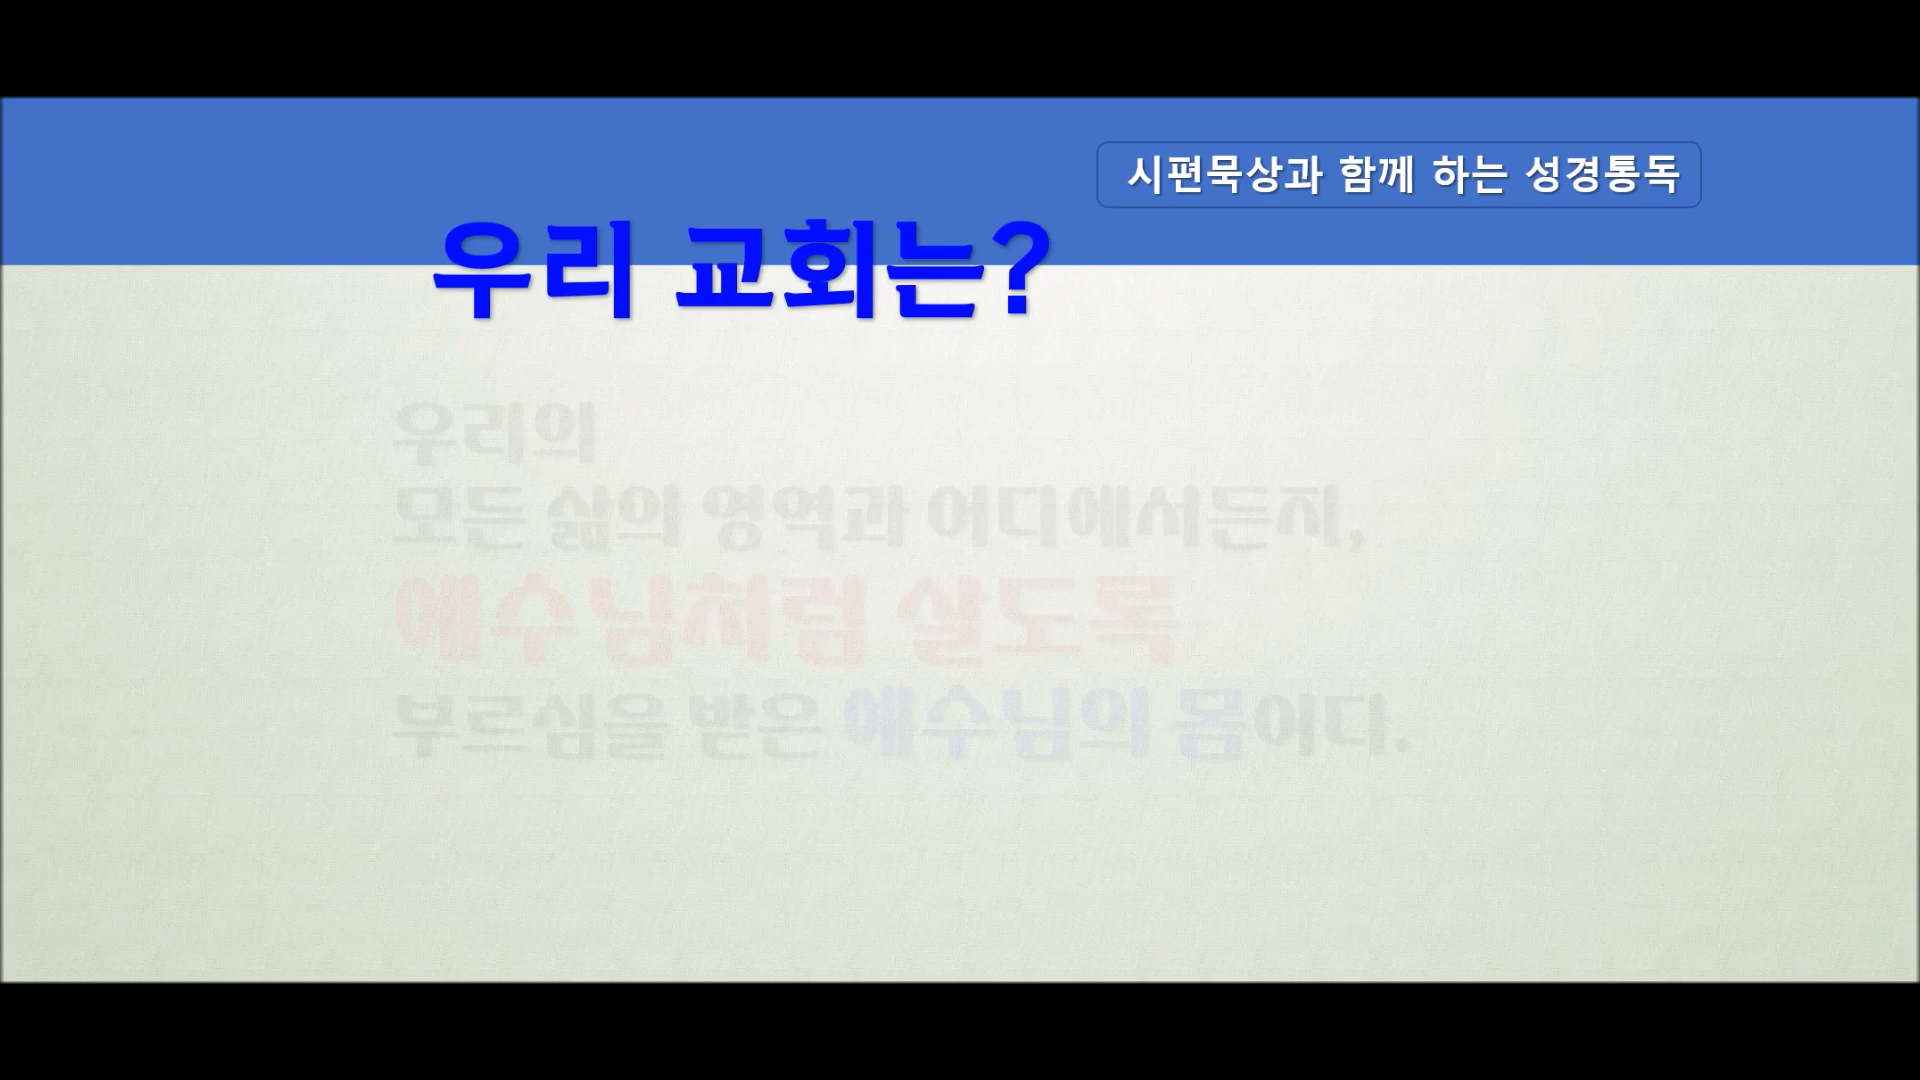 시편묵상과 함께 하는 성경통독
우리 교회는?
우리의
모든 삶의 영역과 어디에서든지,
예수님처럼 살도록
부르심을 받은 예수님의 몸이다.